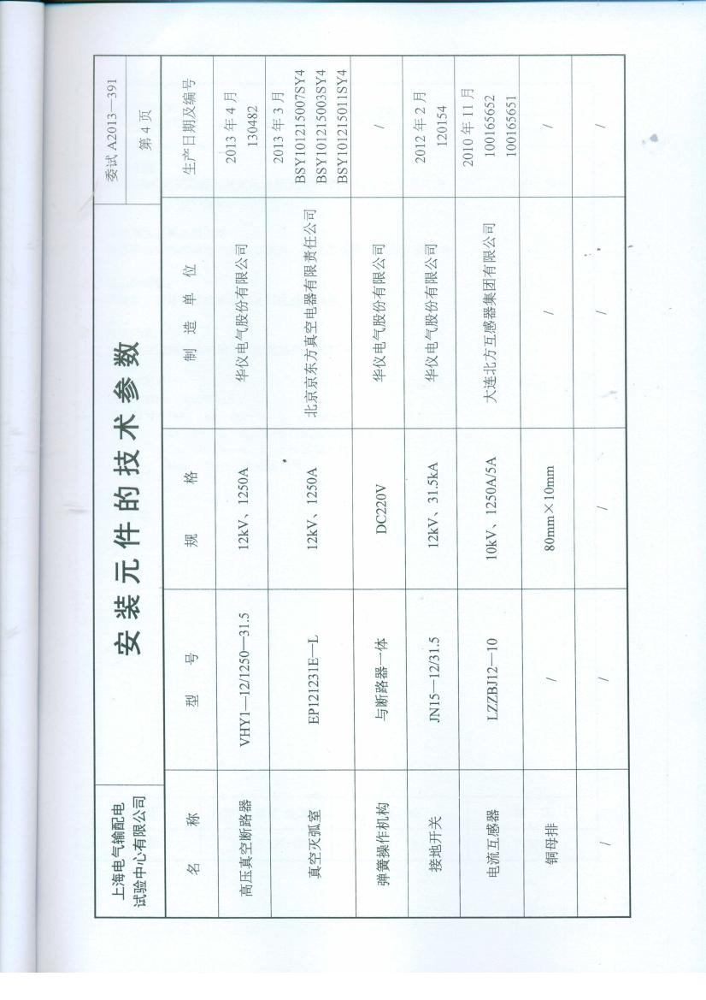 上海电气输配电
试验中心有限公司
安装元件的技术参数
委试 A2013—391
第 4 页
名 称 型 号 规 格 制 造 单 位 生产日期及编号
高压真空断路器 VHY1—12/1250—31.5 12kV、1250A 华仪电气股份有限公司 2013 年 4 月
130482
真空灭弧室 EP121231E—L 12kV、1250A 北京京东方真空电器有限责任公司 2013 年 3 月
BSY101215007SY4
BSY101215003SY4
BSY101215011SY4
弹簧操作机构 与断路器一体 DC220V 华仪电气股份有限公司 /
接地开关 JN15—12/31.5 12kV、31.5kA 华仪电气股份有限公司 2012 年 2 月
120154
电流互感器 LZZBJ12—10 10kV、1250A/5A 大连北方互感器集团有限公司 2010 年 11 月
100165652
100165651
铜母排 / 80mm×10mm / /
/ / / / /